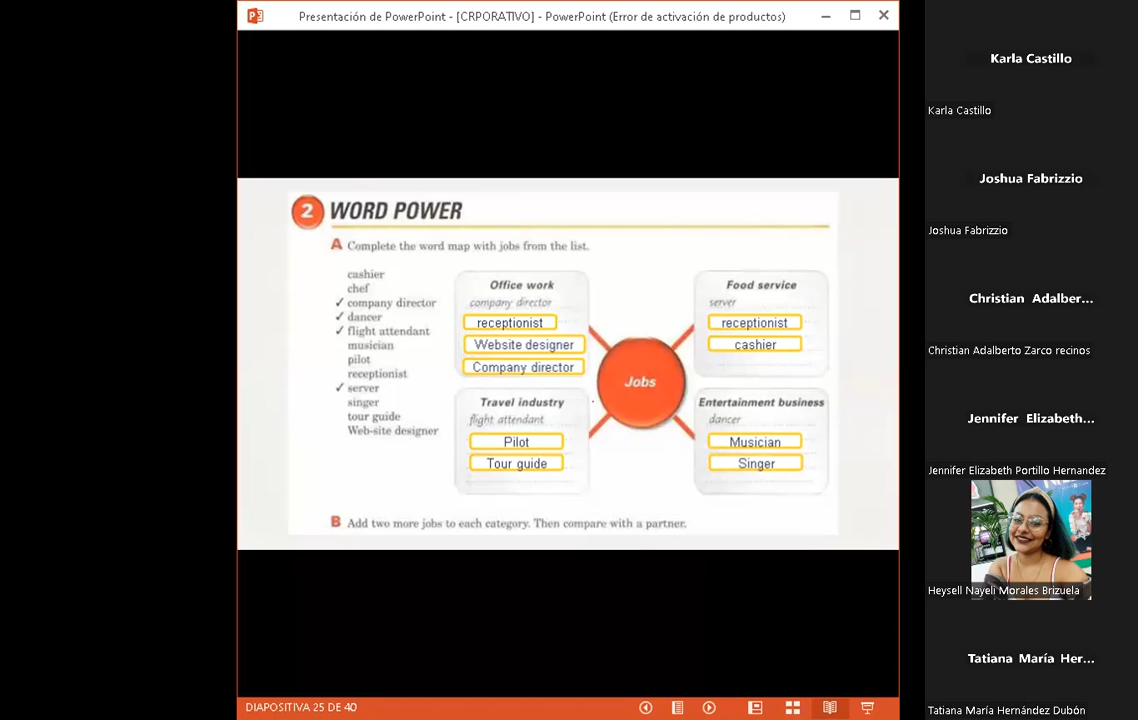 Presentación de PowerPoint - [CRPORATIVO] - PowerPoint (Error de activación de productos)
2 WORD POWER
A Complete the word map with jobs from the list.
cashier
chef
✓ company director
✓ dancer
✓ flight attendant
musician
pilot
receptionist
✓ server
singer
tour guide
Web-site designer
Office work
company director
receptionist
Website designer
Company director
Food service
server
receptionist
cashier
Jobs
Travel industry
flight attendant
Pilot
Tour guide
Entertainment business
dancer
Musician
Singer
B Add two more jobs to each category. Then compare with a partner.
DIAPOSITIVA 25 DE 40
Karla Castillo
Karla Castillo
Joshua Fabrizzio
Joshua Fabrizzio
Christian Adalber...
Christian Adalberto Zarco recinos
Jennifer Elizabeth...
Jennifer Elizabeth Portillo Hernandez
Heysell Nayeli Morales Brizuela
Tatiana María Her...
Tatiana María Hernández Dubón